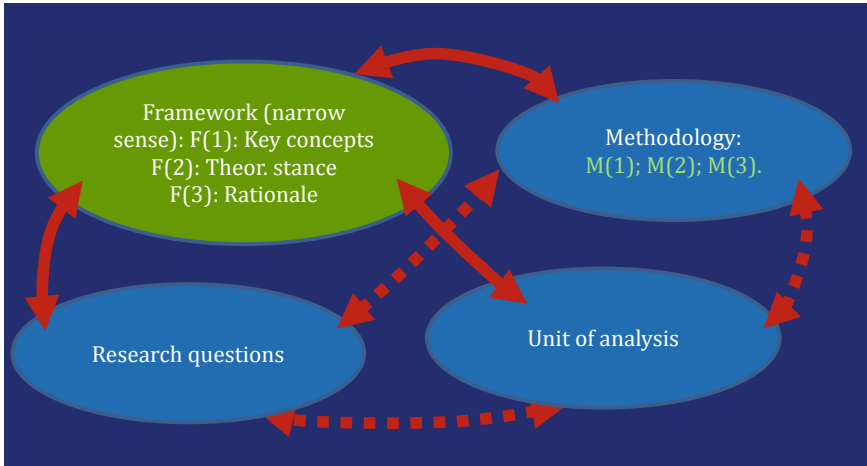 Framework (narrow
sense): F(1): Key concepts
F(2): Theor. stance
F(3): Rationale
Methodology:
M(1); M(2); M(3).
Research questions
Unit of analysis